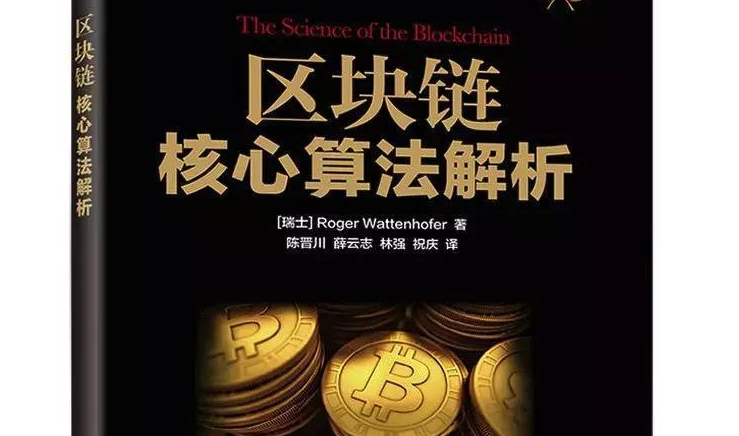 区块链 核心算法解析
The Science of the Blockchain
区块链
核心算法解析
[瑞士] Roger Wattenhofer 著
陈晋川 薛云志 林强 祝庆 译